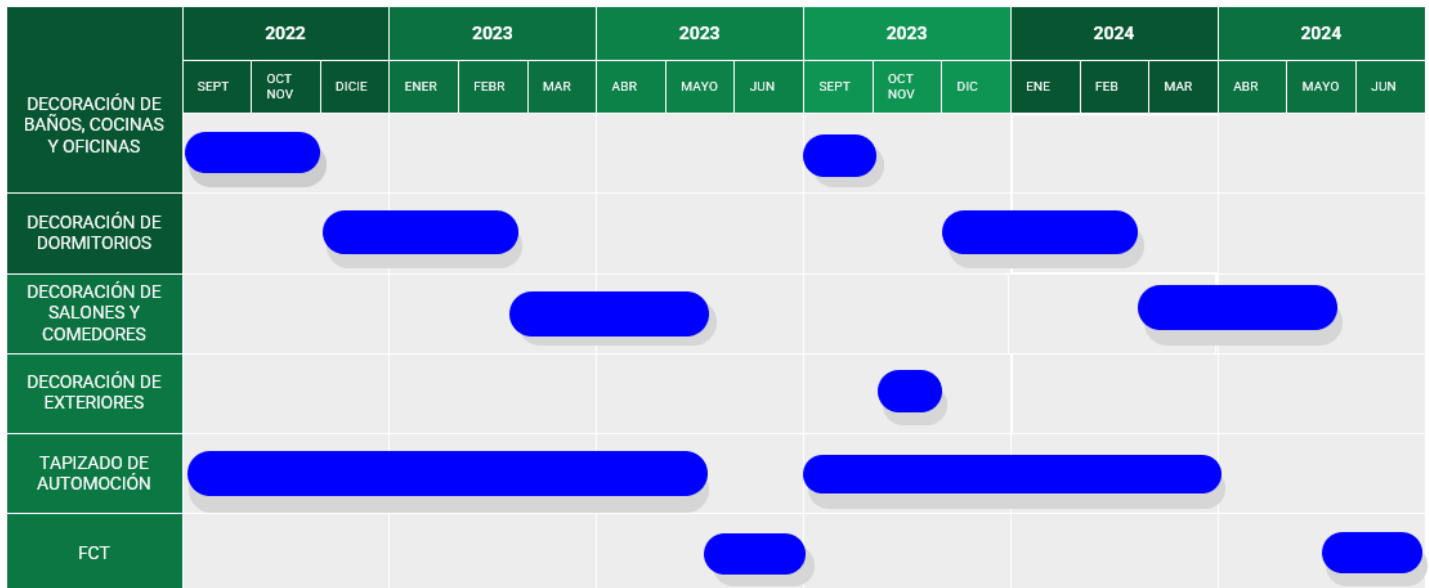 2022 2023 2023 2023 2024 2024
SEPT OCT NOV DICIE ENER FEBR MAR ABR MAYO JUN SEPT OCT NOV DIC ENE FEB MAR ABR MAYO JUN
DECORACIÓN DE
BAÑOS, COCINAS
Y OFICINAS
DECORACIÓN DE
DORMITORIOS
DECORACIÓN DE
SALONES Y
COMEDORES
DECORACIÓN DE
EXTERIORES
TAPIZADO DE
AUTOMOCIÓN
FCT